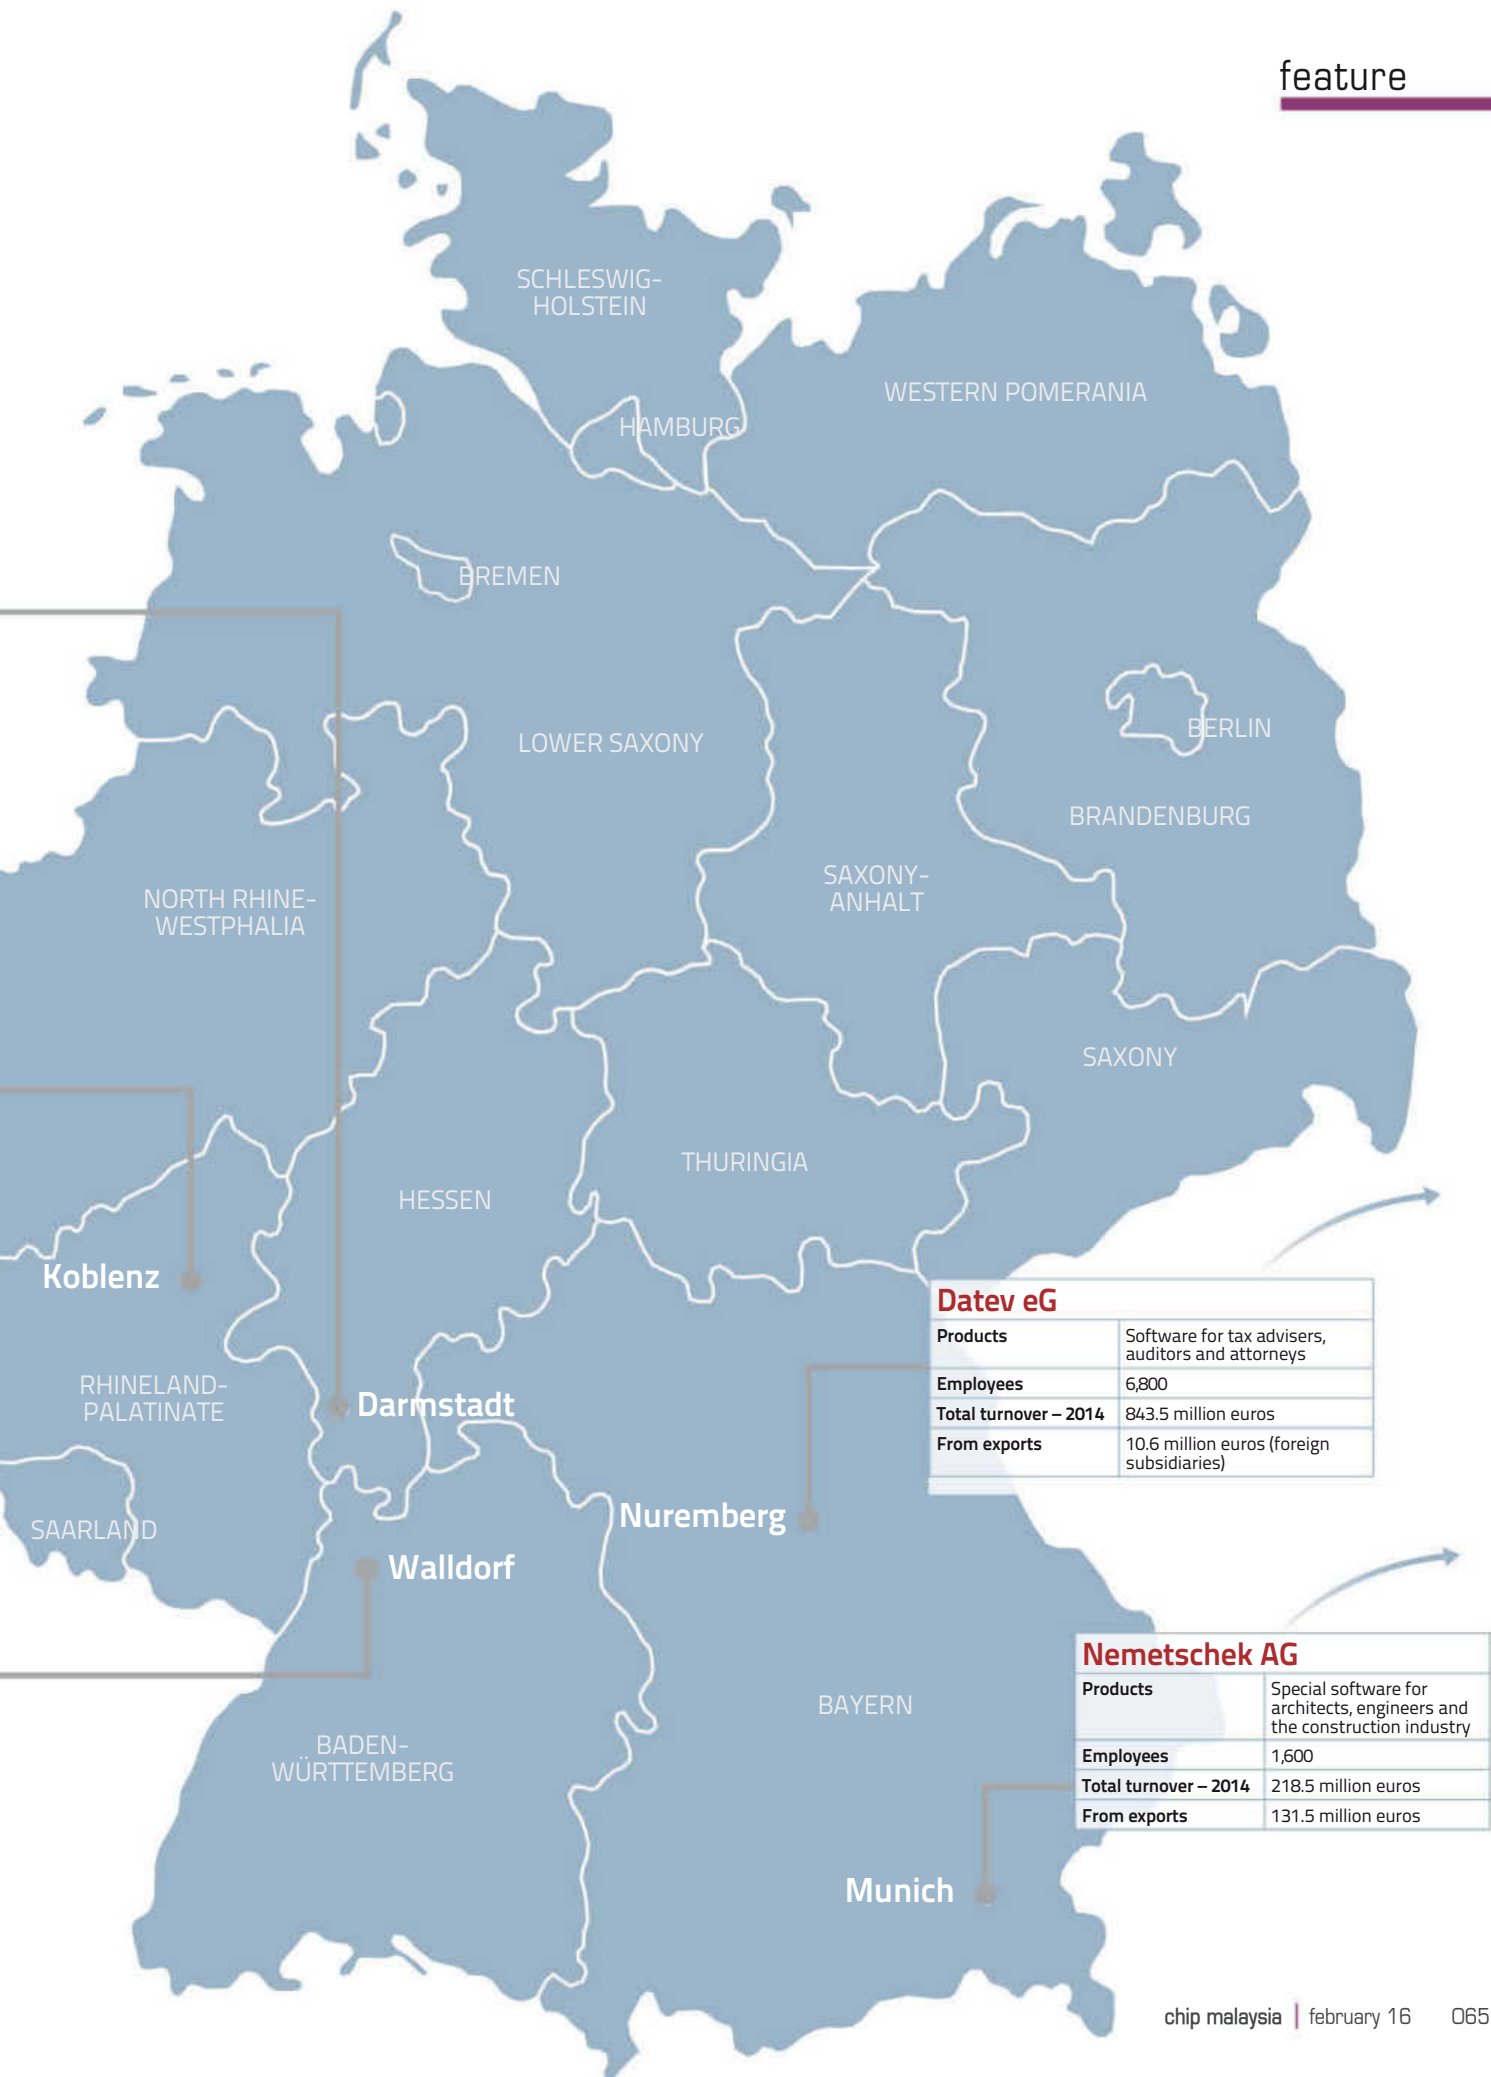 feature
SCHLESWIG-
HOLSTEIN
WESTERN POMERANIA
HAMBURG
BREMEN
LOWER SAXONY
BERLIN
BRANDENBURG
SAXONY-
ANHALT
NORTH RHINE-
WESTPHALIA
SAXONY
THURINGIA
HESSEN
Koblenz
RHINELAND-
PALATINATE
Darmstadt
SAARLAND
Nuremberg
Walldorf
Datev eG
Products Software for tax advisers,
auditors and attorneys
Employees 6,800
Total turnover – 2014 843.5 million euros
From exports 10.6 million euros (foreign
subsidiaries)
BAYERN
BADEN-
WÜRTTEMBERG
Nemetschek AG
Products Special software for
architects, engineers and
the construction industry
Employees 1,600
Total turnover – 2014 218.5 million euros
From exports 131.5 million euros
Munich
chip malaysia | february 16 065